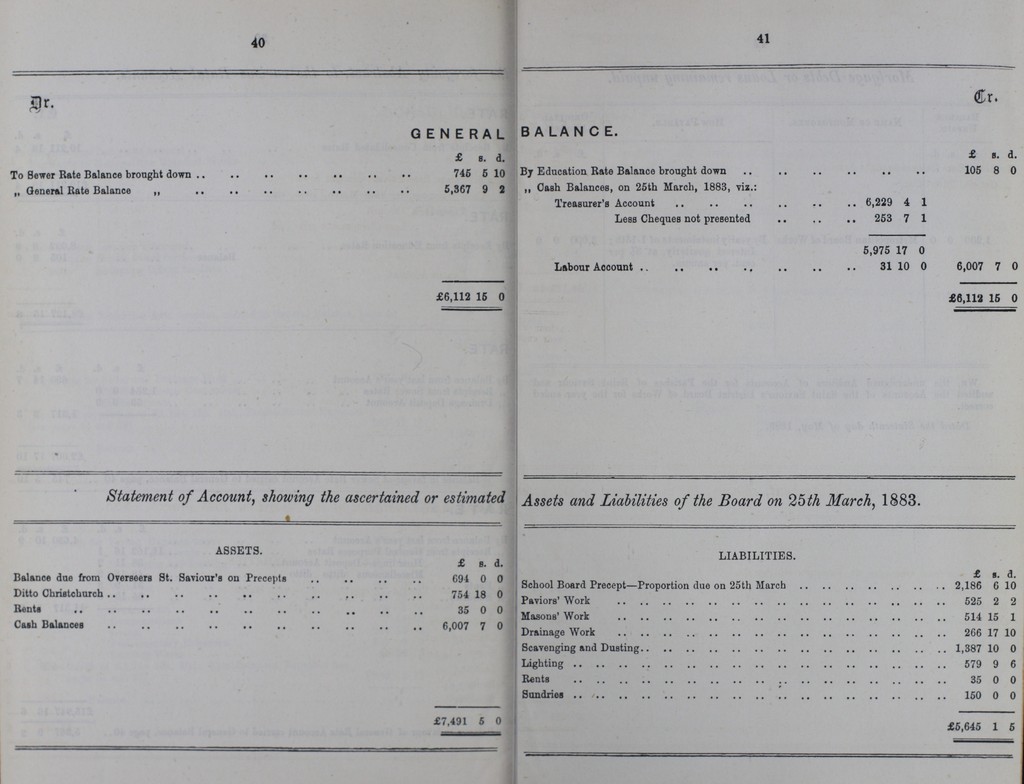 40
Dr.
GENERAL
£ s. d.
To Sewer Rate Balance brought down .. .. .. .. .. .. .. 745 5 10
„ General Rate Balance „ .. .. .. .. .. .. .. 5,367 9 2
£6,112 15 0
Statement of Account, showing the ascertained or estimated
ASSETS.
£ s. d.
Balance due from Overseers St. Saviour's on Precepts .. .. .. .. 694 0 0
Ditto Christchurch .. .. .. .. .. .. .. .. .. .. 754 18 0
Rents .. .. .. .. .. .. .. .. .. .. .. 35 0 0
Cash Balances .. .. .. .. .. .. .. .. .. .. 6,007 7 0
£7,491 5 0
41
Cr.
BALANCE.
£ s. d.
By Education Rate Balance brought down .. .. .. .. .. .. 105 8 0
„ Cash Balances, on 25th March, 1883, viz.:
Treasurer's Account .. .. .. .. .. .. 6,229 4 1
Less Cheques not presented .. .. .. 253 7 1
5,975 17 0
Labour Account .. .. .. .. .. .. .. 31 10 0 6,007 7 0
£6,112 15 0
Assets and Liabilities of the Board on 25th March, 1883.
LIABILITIES.
£ s. d.
School Board Precept—Proportion due on 25th March .. .. .. .. .. .. .. 2,186 6 10
Paviors' Work .. .. .. .. .. .. .. .. .. .. .. .. .. .. 525 2 2
Masons' Work .. .. .. .. .. .. .. .. .. .. .. .. .. .. 514 15 1
Drainage Work .. .. .. .. .. .. .. .. .. .. .. .. .. .. 266 17 10
Scavenging and Dusting .. .. .. .. .. .. .. .. .. .. .. .. .. 1,387 10 0
Lighting .. .. .. .. .. .. .. .. .. .. .. .. .. .. .. .. 579 9 6
Rents .. .. .. .. .. .. .. .. .. .. .. .. .. .. .. .. 35 0 0
Sundries .. .. .. .. .. .. .. .. .. .. .. .. .. .. .. .. 150 0 0
£5,645 1 5